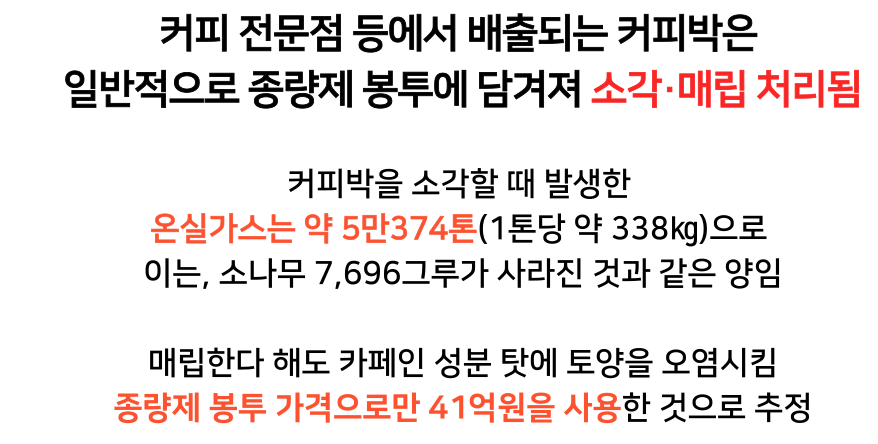 커피 전문점 등에서 배출되는 커피박은
일반적으로 종량제 봉투에 담겨져 소각·매립 처리됨
커피박을 소각할 때 발생한
온실가스는 약 5만374톤(1톤당 약 338㎏)으로
이는, 소나무 7,696그루가 사라진 것과 같은 양임
매립한다 해도 카페인 성분 탓에 토양을 오염시킴
종량제 봉투 가격으로만 41억원을 사용한 것으로 추정